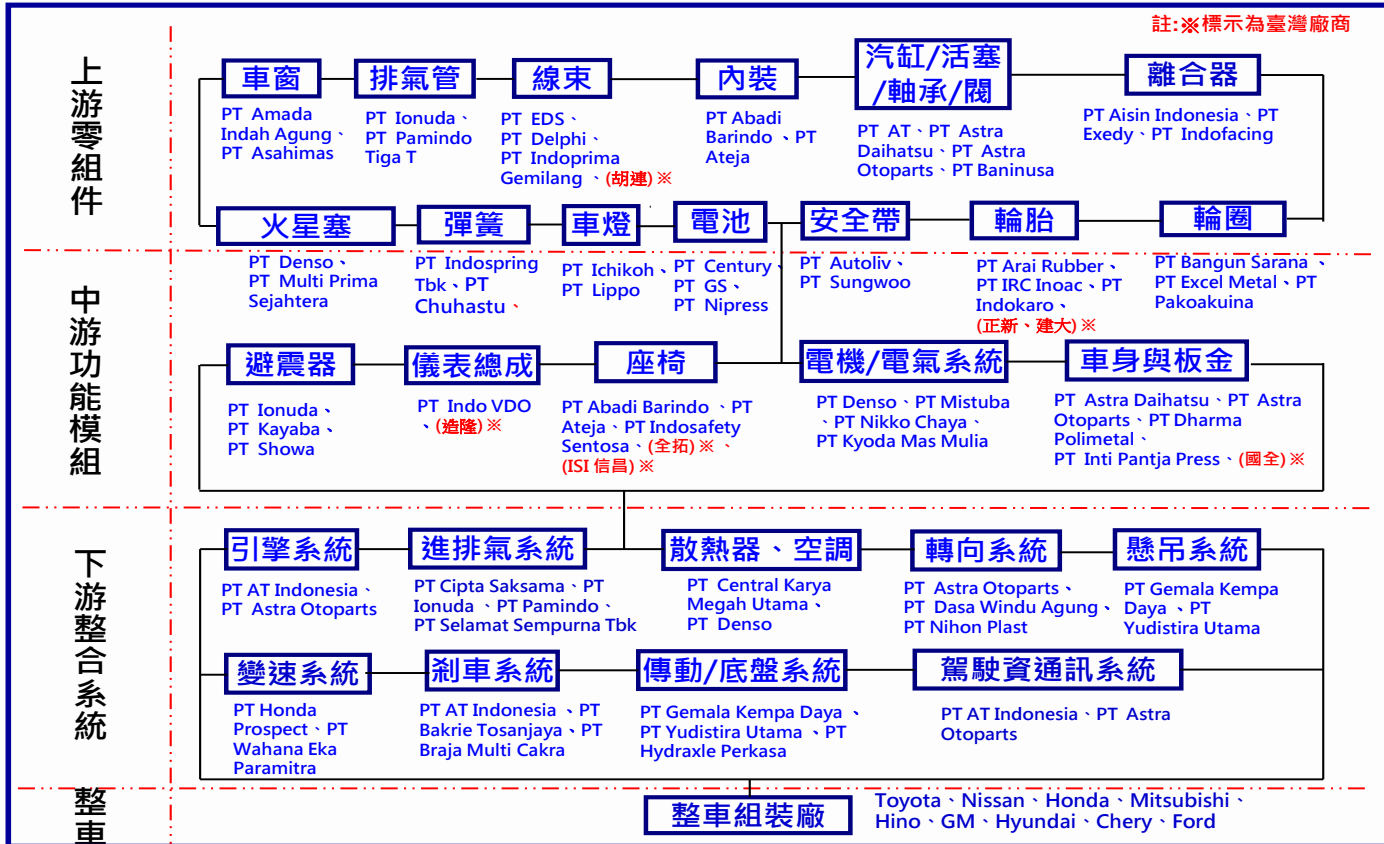 註:※標示為臺灣廠商
上游零組件
車窗
PT Amada
Indah Agung、
PT Asahimas
排氣管
PT Ionuda、
PT Pamindo
Tiga T
線束
PT EDS、
PT Delphi、
PT Indoprima
Gemilang 、(胡連)※
內裝
PT Abadi
Barindo 、PT
Ateja
汽缸/活塞
/軸承/閥
PT AT、PT Astra
Daihatsu、PT Astra
Otoparts、PT Baninusa
離合器
PT Aisin Indonesia、PT
Exedy、PT Indofacing
火星塞
PT Denso、
PT Multi Prima
Sejahtera
彈簧
PT Indospring
Tbk、PT
Chuhastu、
車燈
PT Ichikoh、
PT Lippo
電池
PT Century、
PT GS、
PT Nipress
安全帶
PT Autoliv、
PT Sungwoo
輪胎
PT Arai Rubber、
PT IRC Inoac、PT
Indokaro、
(正新、建大)※
輪圈
PT Bangun Sarana、
PT Excel Metal、PT
Pakoakuina
中游功能模組
避震器
PT Ionuda、
PT Kayaba、
PT Showa
儀表總成
PT Indo VDO
、(造隆)※
座椅
PT Abadi Barindo 、PT
Ateja、PT Indosafety
Sentosa、(全拓)※、
(ISI 信昌)※
電機/電氣系統
PT Denso、PT Mistuba
、PT Nikko Chaya、
PT Kyoda Mas Mulia
車身與板金
PT Astra Daihatsu、PT Astra
Otoparts、PT Dharma
Polimetal、
PT Inti Pantja Press、(國全)※
下游整合系統
引擎系統
PT AT Indonesia、
PT Astra Otoparts
進排氣系統
PT Cipta Saksama、PT
Ionuda 、PT Pamindo、
PT Selamat Sempurna Tbk
散熱器、空調
PT Central Karya
Megah Utama、
PT Denso
轉向系統
PT Astra Otoparts、
PT Dasa Windu Agung、
PT Nihon Plast
懸吊系統
PT Gemala Kempa
Daya 、PT
Yudistira Utama
變速系統
PT Honda
Prospect、PT
Wahana Eka
Paramitra
剎車系統
PT AT Indonesia 、PT
Bakrie Tosanjaya、PT
Braja Multi Cakra
傳動/底盤系統
PT Gemala Kempa Daya 、
PT Yudistira Utama 、PT
Hydraxle Perkasa
駕駛資通訊系統
PT AT Indonesia、PT Astra
Otoparts
整車
整車組裝廠
Toyota、Nissan、Honda、Mitsubishi、
Hino、GM、Hyundai、Chery、Ford